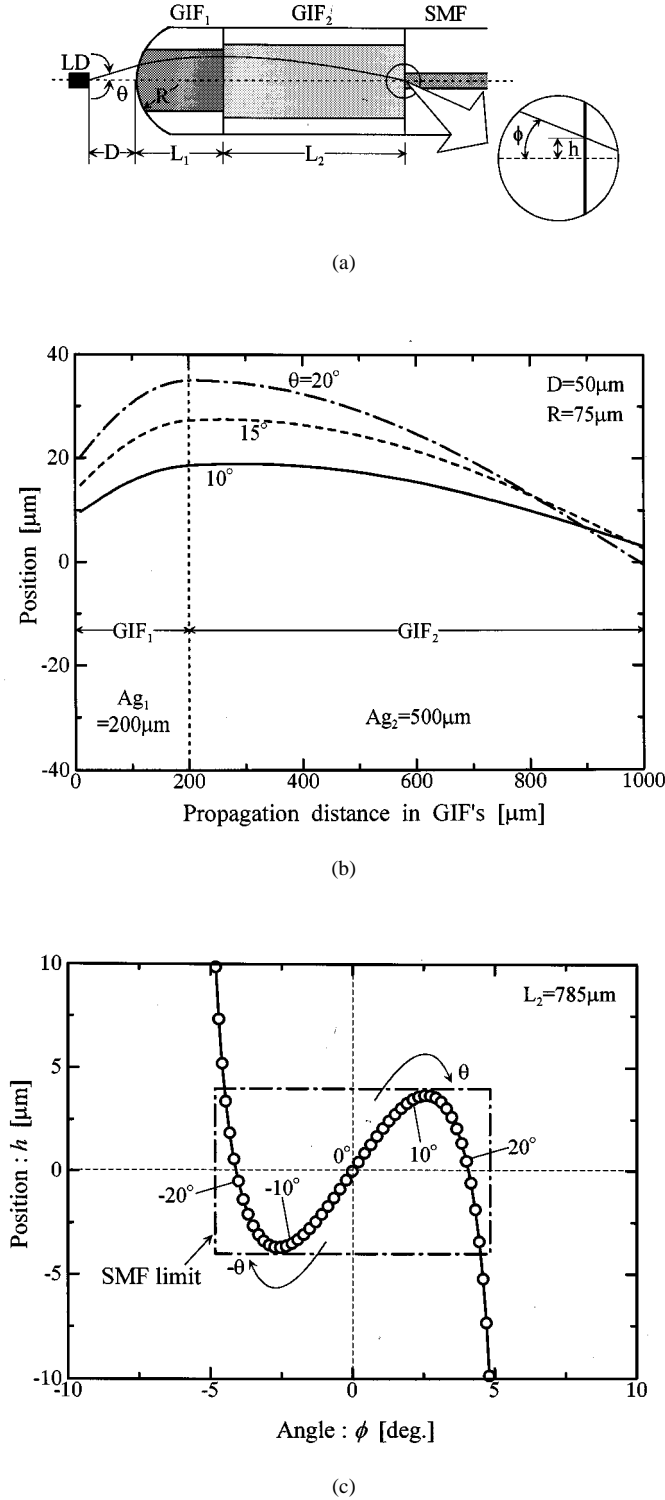 GIF₁ GIF₂ SMF
LD
θ
R
D L₁ L₂
ϕ
h
(a)
40
20
0
-20
-40
Position [μm]
θ=20°
15°
10°
D=50μm
R=75μm
GIF₁ GIF₂
Ag₁
=200μm
Ag₂=500μm
0 200 400 600 800 1000
Propagation distance in GIF's [μm]
(b)
10
5
0
-5
-10
Position : h [μm]
L₂=785μm
θ
0°
10°
20°
-20°
-10°
-θ
SMF limit
-10 -5 0 5 10
Angle : ϕ [deg.]
(c)